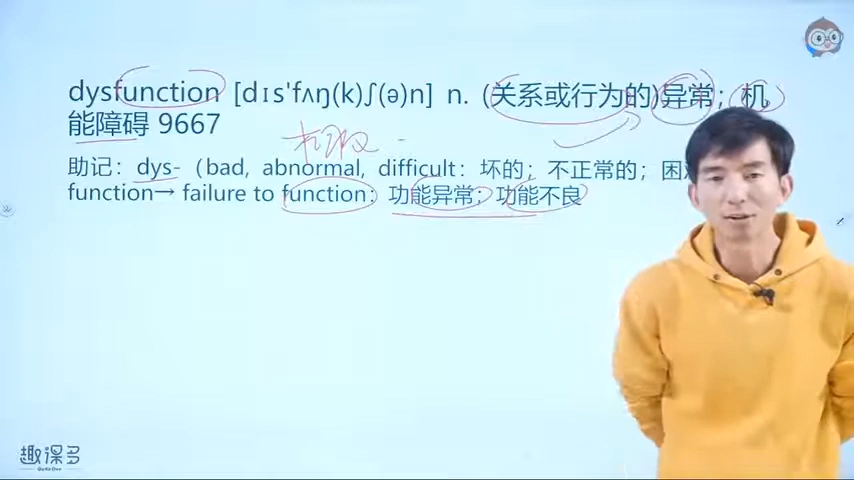 dysfunction [dɪs'fʌŋ(k)ʃ(ə)n] n. (关系或行为的)异常；机
能障碍 9667
助记：dys-（bad, abnormal, difficult：坏的；不正常的；困
function→ failure to function：功能异常；功能不良
趣课多